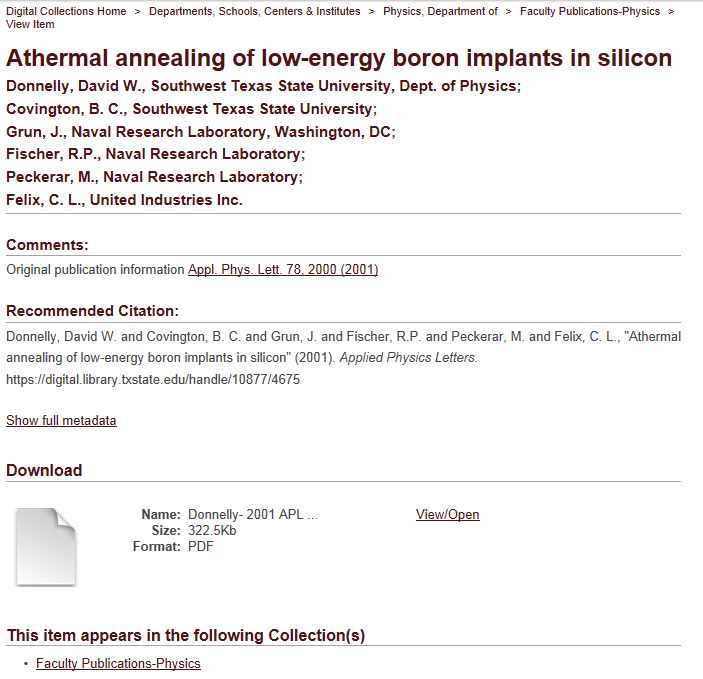 Digital Collections Home > Departments, Schools, Centers & Institutes > Physics, Department of > Faculty Publications-Physics >
View Item
Athermal annealing of low-energy boron implants in silicon
Donnelly, David W., Southwest Texas State University, Dept. of Physics;
Covington, B. C., Southwest Texas State University;
Grun, J., Naval Research Laboratory, Washington, DC;
Fischer, R.P., Naval Research Laboratory;
Peckerar, M., Naval Research Laboratory;
Felix, C. L., United Industries Inc.
Comments:
Original publication information Appl. Phys. Lett. 78, 2000 (2001)
Recommended Citation:
Donnelly, David W. and Covington, B. C. and Grun, J. and Fischer, R.P. and Peckerar, M. and Felix, C. L., "Athermal
annealing of low-energy boron implants in silicon" (2001). Applied Physics Letters.
https://digital.library.txstate.edu/handle/10877/4675
Show full metadata
Download
Name: Donnelly- 2001 APL ... View/Open
Size: 322.5Kb
Format: PDF
This item appears in the following Collection(s)
• Faculty Publications-Physics